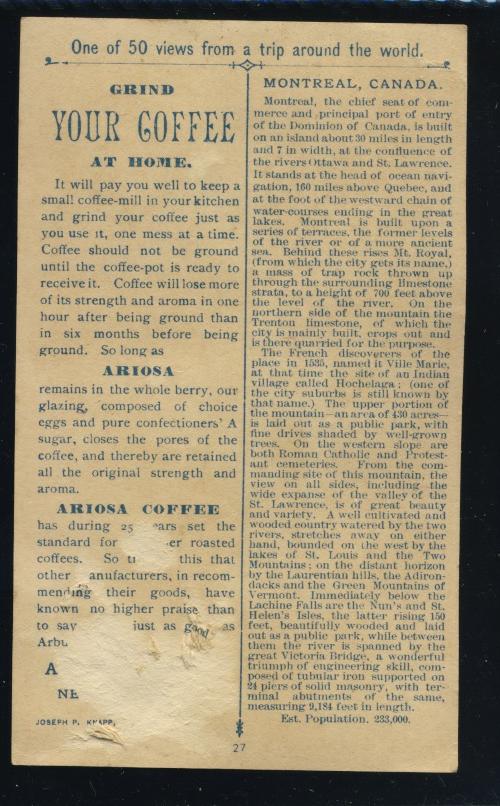 One of 50 views from a trip around the world.
GRIND
YOUR COFFEE
AT HOME.
It will pay you well to keep a
small coffee-mill in your kitchen
and grind your coffee just as
you use it, one mess at a time.
Coffee should not be ground
until the coffee-pot is ready to
receive it. Coffee will lose more
of its strength and aroma in one
hour after being ground than
in six months before being
ground. So long as
ARIOSA
remains in the whole berry, our
glazing, composed of choice
eggs and pure confectioners' A
sugar, closes the pores of the
coffee, and thereby are retained
all the original strength and
aroma.
ARIOSA COFFEE
has during 25 ears set the
standard for er roasted
coffees. So this that
other anufacturers, in recom-
mending their goods, have
known no higher praise than
to say just as good as
Arbu
A
NE
JOSEPH P. KNAPP,
MONTREAL, CANADA.
Montreal, the chief seat of com-
merce and principal port of entry
of the Dominion of Canada, is built
on an island about 30 miles in length
and 7 in width, at the confluence of
the rivers Ottawa and St. Lawrence.
It stands at the head of ocean navi-
gation, 160 miles above Quebec, and
at the foot of the westward chain of
water-courses ending in the great
lakes. Montreal is built upon a
series of terraces, the former levels
of the river or of a more ancient
sea. Behind these rises Mt. Royal,
(from which the city gets its name,)
a mass of trap rock thrown up
through the surrounding limestone
strata, to a height of 700 feet above
the level of the river. On the
northern side of the mountain the
Trenton limestone, of which the
city is mainly built, crops out and
is there quarried for the purpose.
The French discoverers of the
place in 1535, named it Ville Marie,
at that time the site of an Indian
village called Hochelaga; (one of
the city suburbs is still known by
that name.) The upper portion of
the mountain—an area of 430 acres—
is laid out as a public park, with
fine drives shaded by well-grown
trees. On the western slope are
both Roman Catholic and Protest-
ant cemeteries. From the com-
manding site of this mountain, the
view on all sides, including the
wide expanse of the valley of the
St. Lawrence, is of great beauty
and variety. A well cultivated and
wooded country watered by the two
rivers, stretches away on either
hand, bounded on the west by the
lakes of St. Louis and the Two
Mountains; on the distant horizon
by the Laurentian hills, the Adiron-
dacks and the Green Mountains of
Vermont. Immediately below the
Lachine Falls are the Nun's and St.
Helen's Isles, the latter rising 150
feet, beautifully wooded and laid
out as a public park, while between
them the river is spanned by the
great Victoria Bridge, a wonderful
triumph of engineering skill, com-
posed of tubular iron supported on
24 piers of solid masonry, with ter-
minal abutments of the same,
measuring 9,184 feet in length.
Est. Population. 233,000.
27